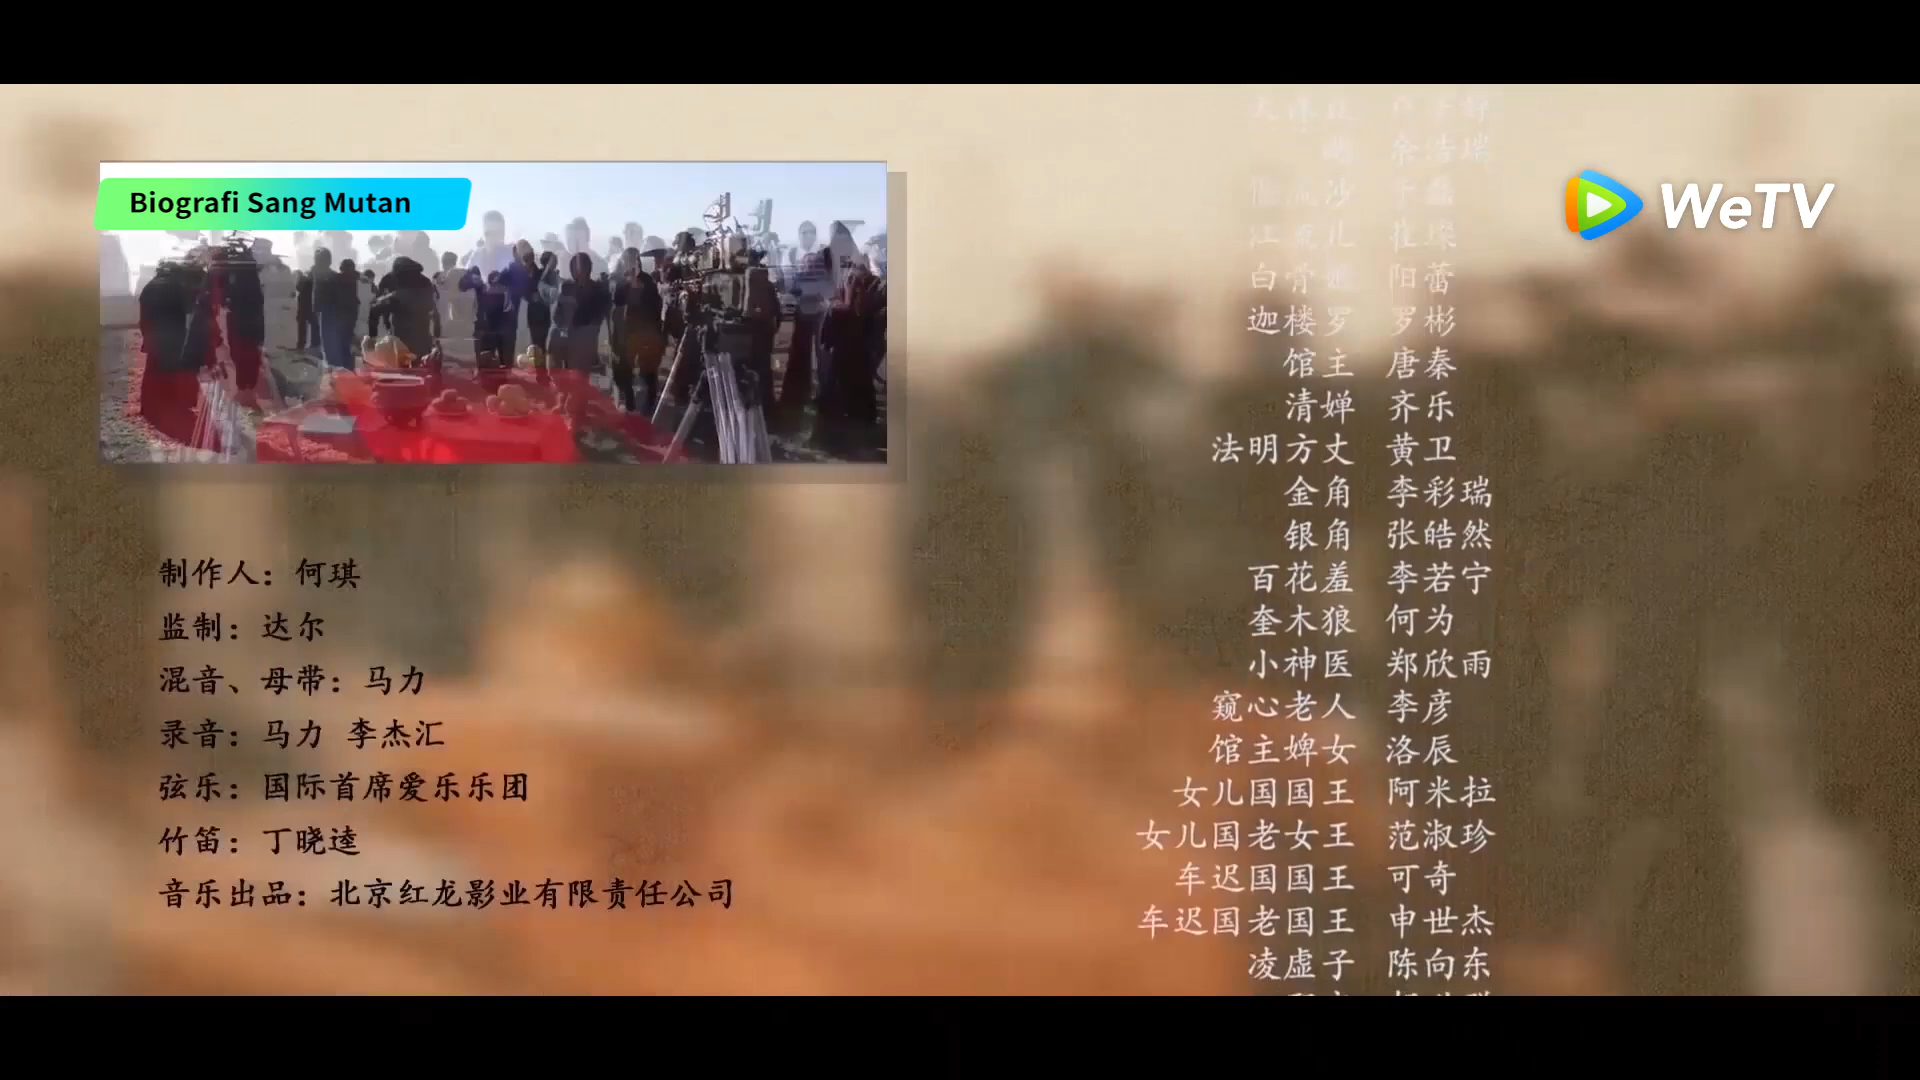 Biografi Sang Mutan
WeTV
制作人：何琪
监制：达尔
混音、母带：马力
录音：马力 李杰汇
弦乐：国际首席爱乐乐团
竹笛：丁晓逵
音乐出品：北京红龙影业有限责任公司
白骨 阳蕾
迦楼罗 罗彬
馆主 唐秦
清婵 齐乐
法明方丈 黄卫
金角 李彩瑞
银角 张皓然
百花羞 李若宁
奎木狼 何为
小神医 郑欣雨
窥心老人 李彦
馆主婢女 洛辰
女儿国国王 阿米拉
女儿国老女王 范淑珍
车迟国国王 可奇
车迟国老国王 申世杰
凌虚子 陈向东